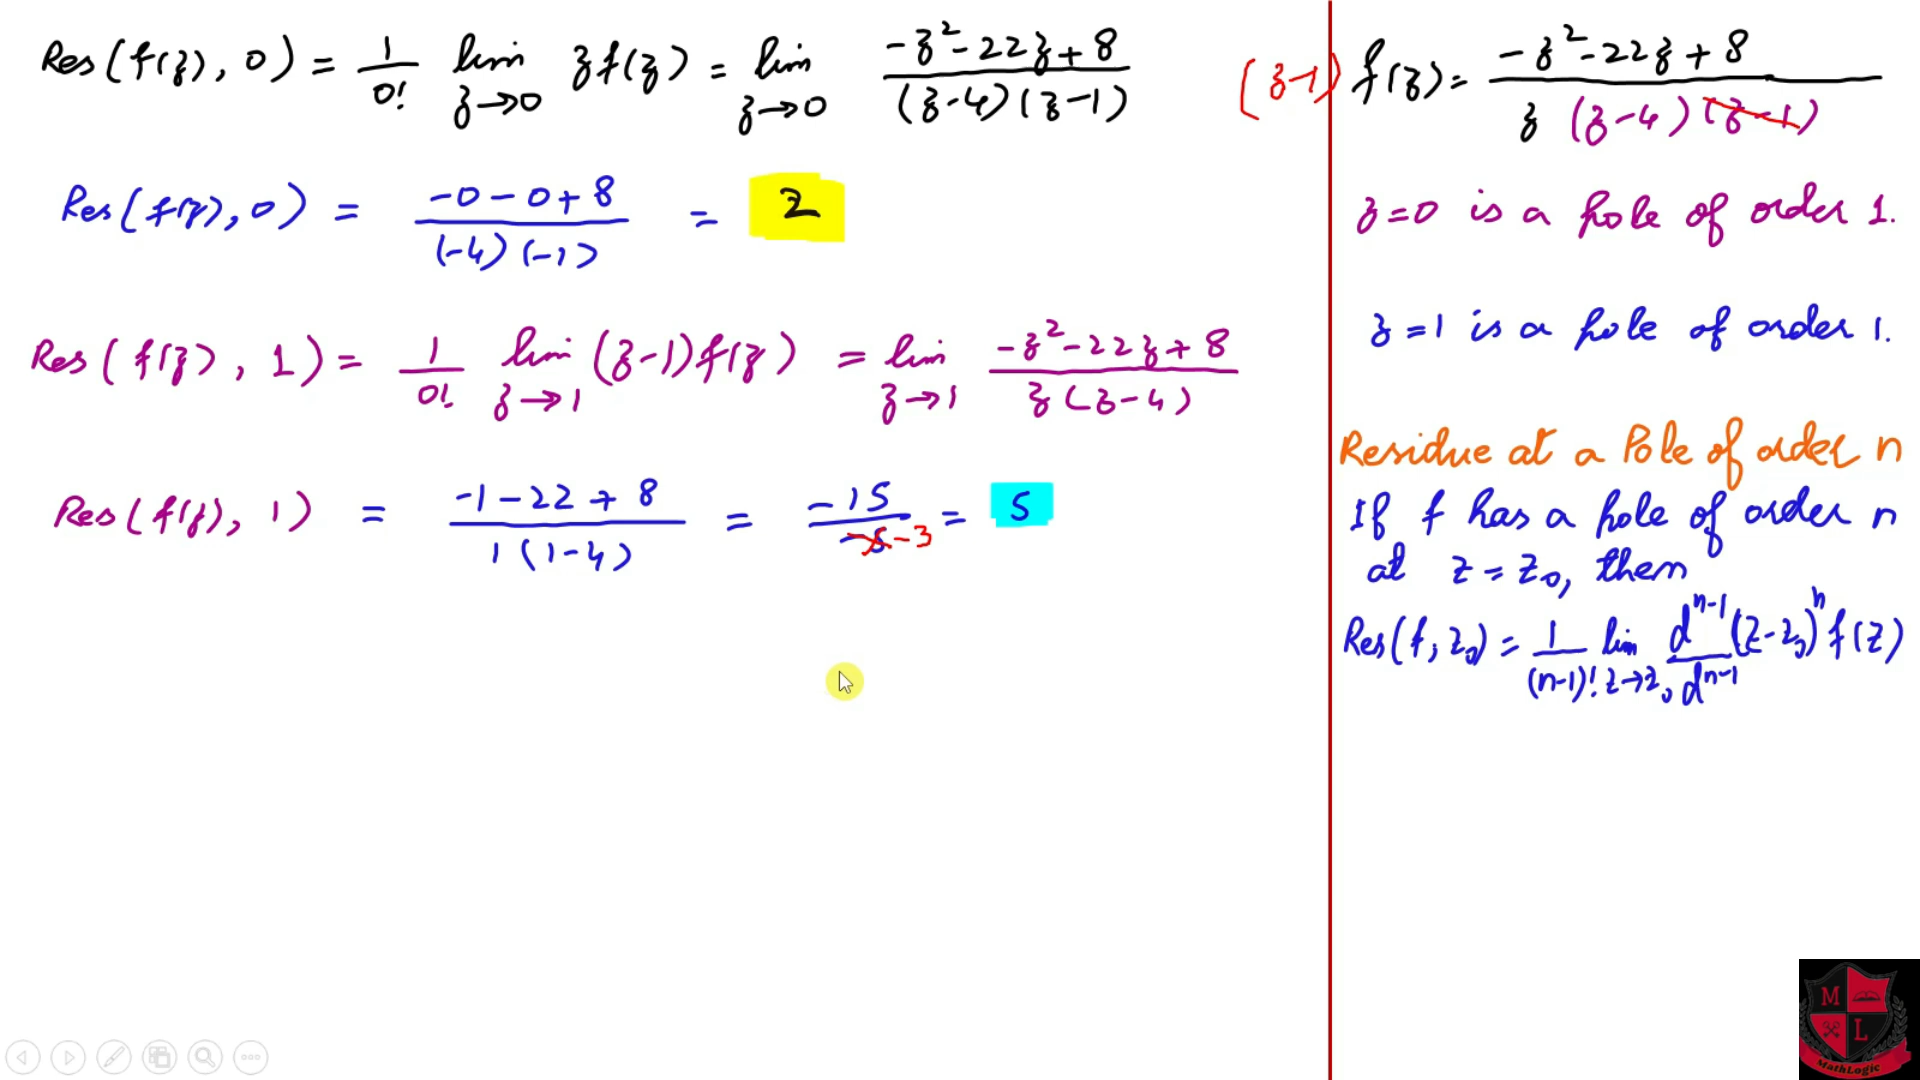 Res(f(z), 0) = 1/0! lim z→0 z f(z) = lim z→0 (-z² - 22z + 8)/((z-4)(z-1))
Res(f(z), 0) = (-0 - 0 + 8)/((-4)(-1)) = 2
Res(f(z), 1) = 1/0! lim z→1 (z-1) f(z) = lim z→1 (-z² - 22z + 8)/(z(z-4))
Res(f(z), 1) = (-1 - 22 + 8)/(1(1-4)) = -15/-5 -3 = 5
(z-1) f(z) = (-z² - 22z + 8)/(z (z-4)(z-1))
z=0 is a pole of order 1.
z=1 is a pole of order 1.
Residue at a Pole of order n
If f has a pole of order n
at z = z₀, then
Res(f, z₀) = 1/(n-1)! lim z→z₀ dⁿ⁻¹/dⁿ⁻¹ (z-z₀)ⁿ f(z)
M
L
MathLogic